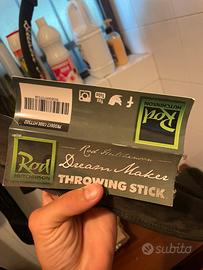 Rod
HUTCHINSON
Rod Hutchinson
Dream Maker
THROWING STICK
Rod
HUTCHINSON
subito